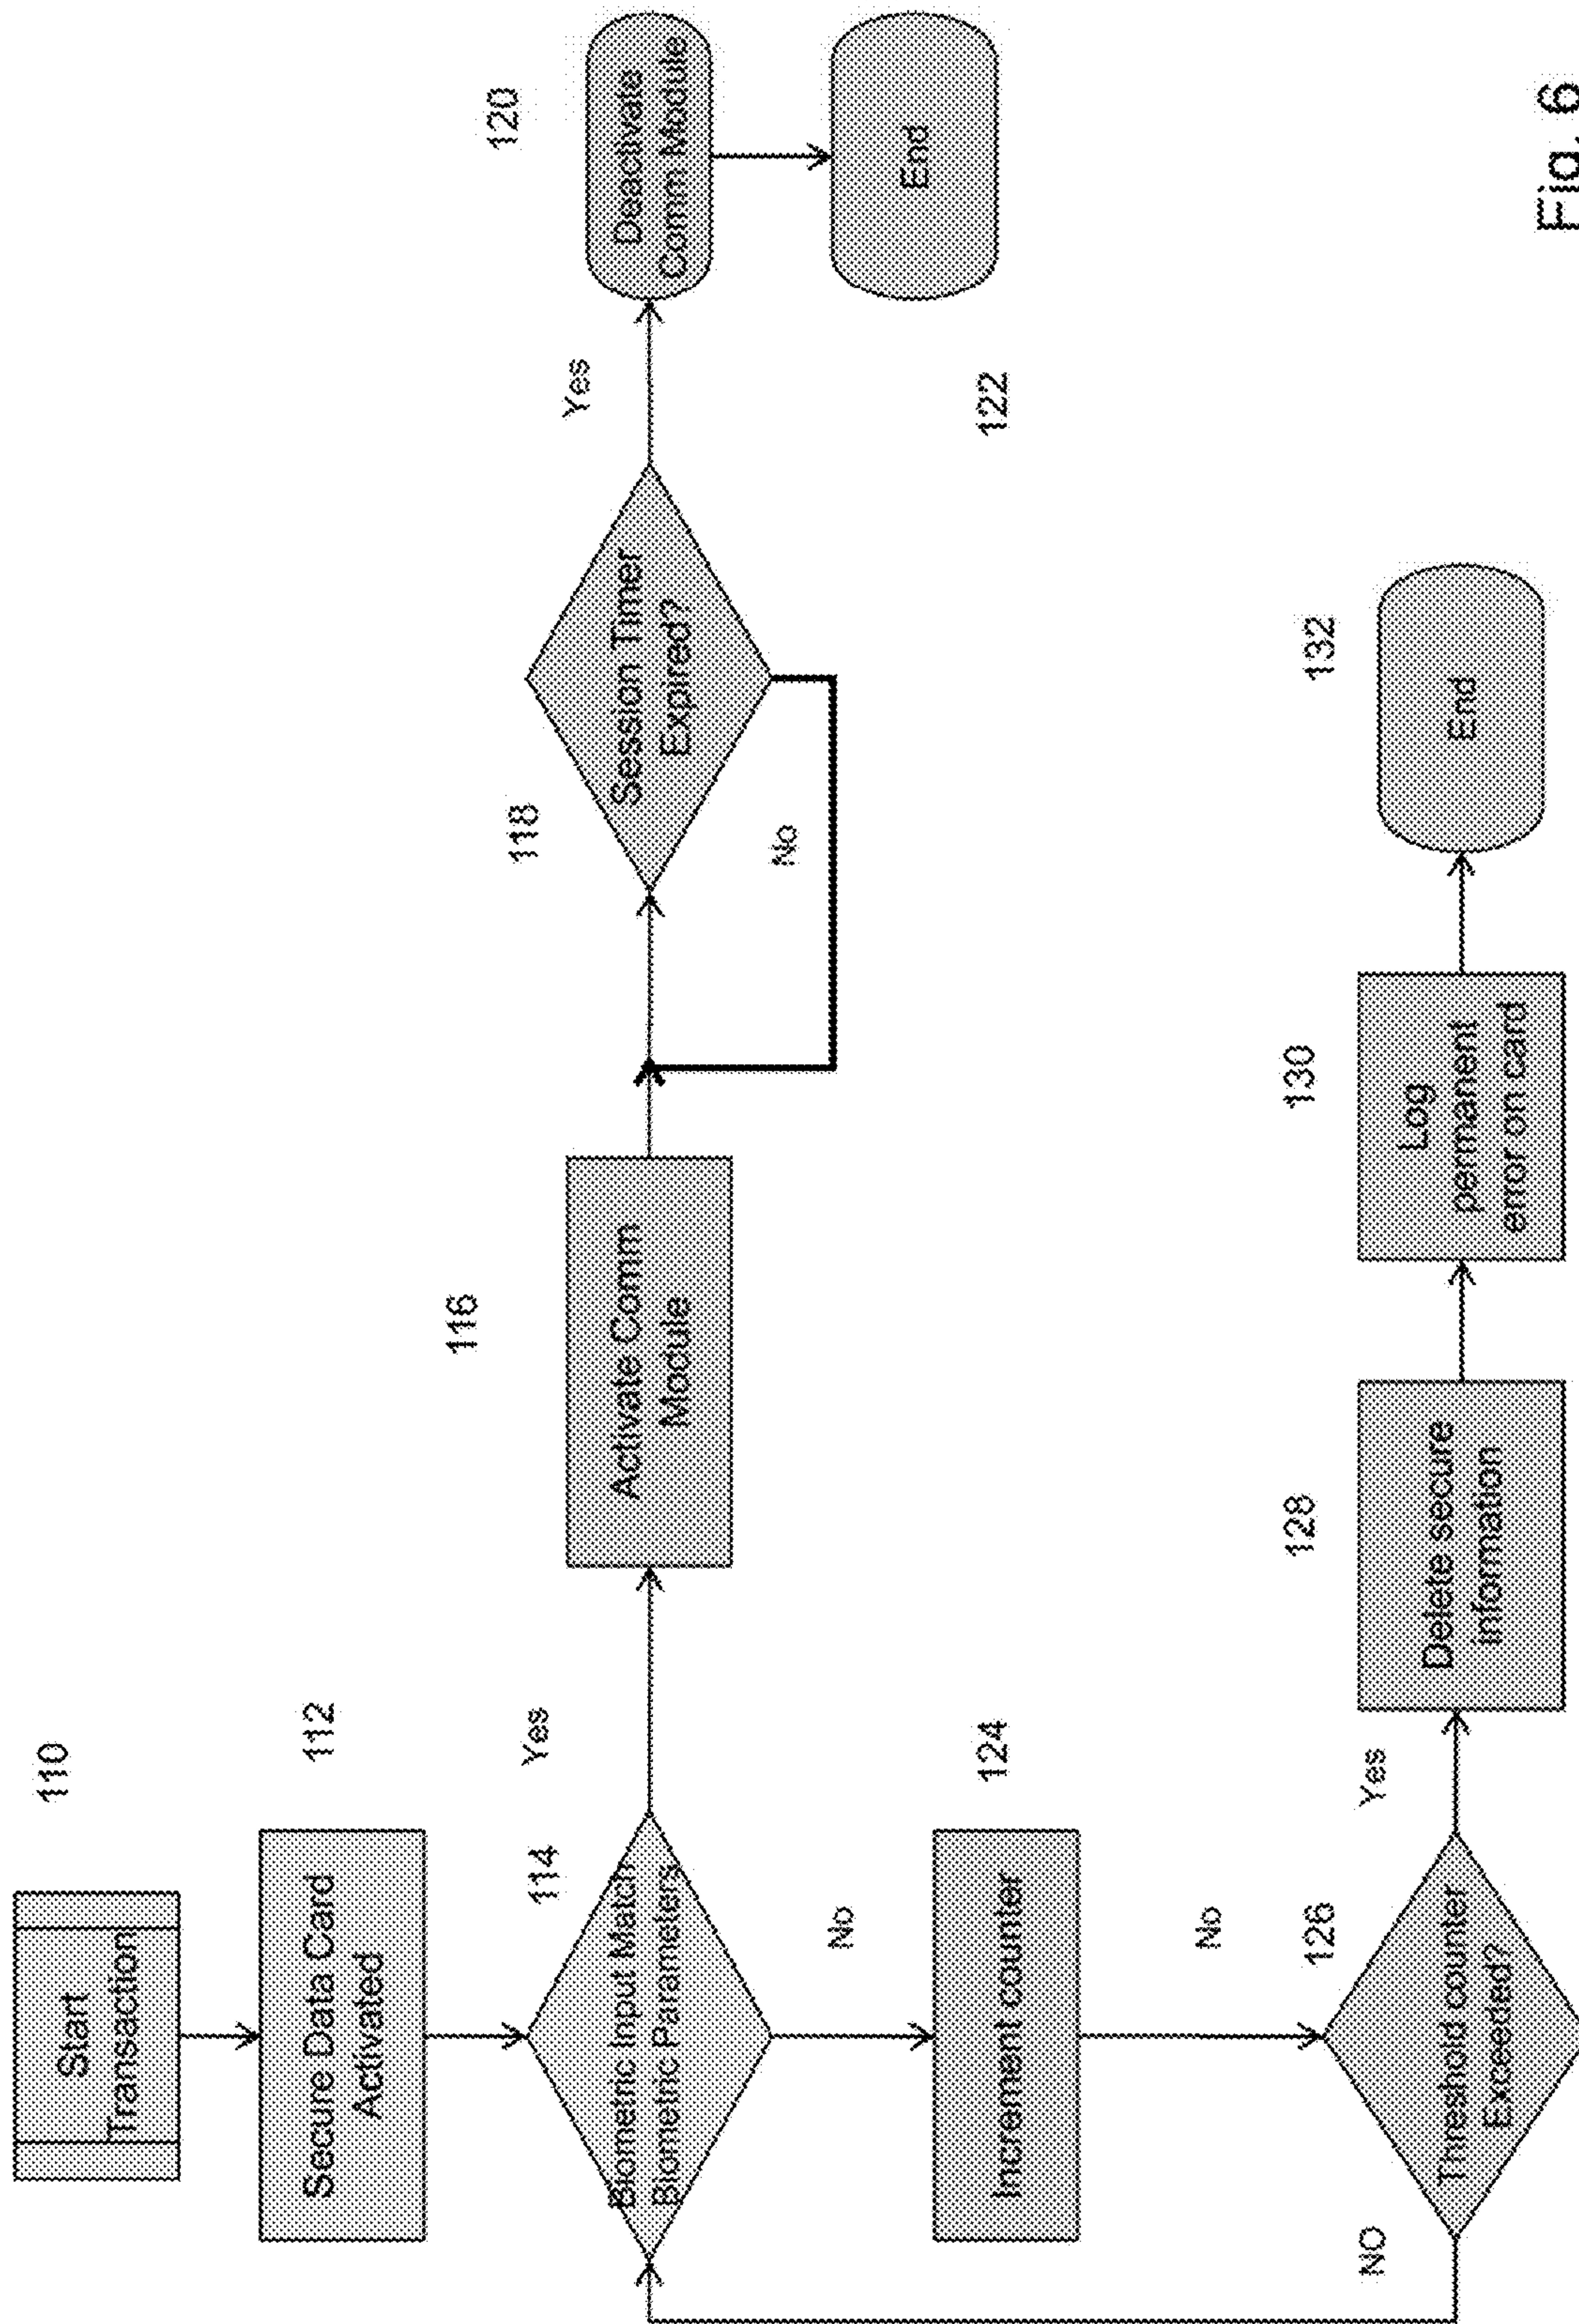 110
Start
Transaction
112
Secure Data Card
Activated
114
Biometric Input Match
Biometric Parameters
Yes
116
Activate Comm
Module
118
Session Timer
Expired?
No
Yes
120
Deactivate
Comm Module
122
End
No
124
Increment counter
No
126
Threshold counter
Exceeded?
NO
Yes
128
Delete secure
information
130
Log
permanent
error on card
132
End
Fig. 6